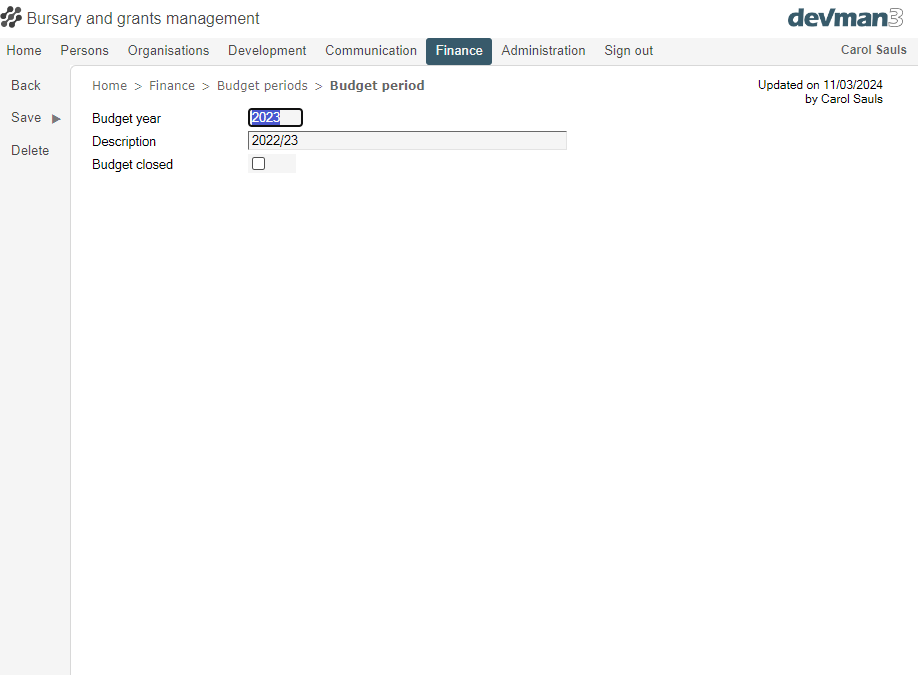 Bursary and grants management
devman3
Home Persons Organisations Development Communication Finance Administration Sign out Carol Sauls
Back
Save
Delete
Home > Finance > Budget periods > Budget period
Updated on 11/03/2024
by Carol Sauls
Budget year 2023
Description 2022/23
Budget closed